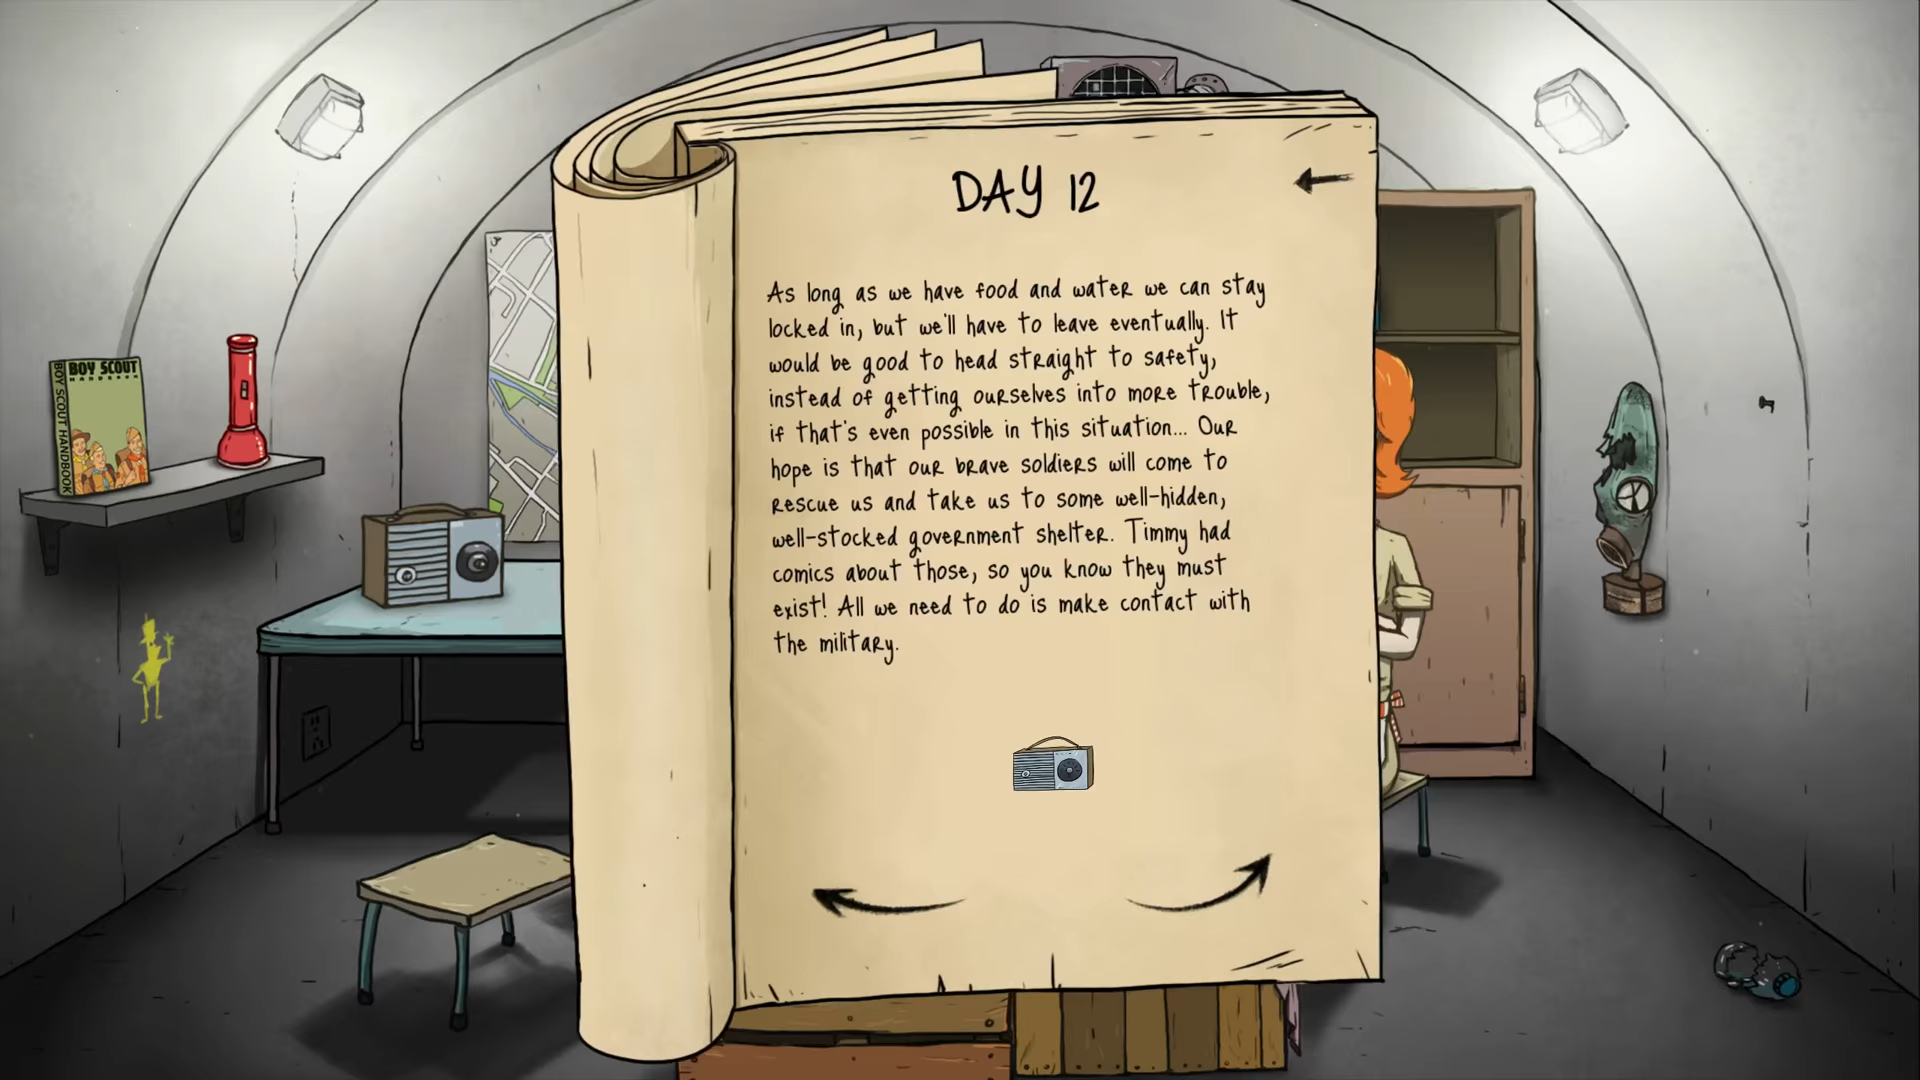 DAY 12
As long as we have food and water we can stay
locked in, but we'll have to leave eventually. It
would be good to head straight to safety,
instead of getting ourselves into more trouble,
if that's even possible in this situation... Our
hope is that our brave soldiers will come to
rescue us and take us to some well-hidden,
well-stocked government shelter. Timmy had
comics about those, so you know they must
exist! All we need to do is make contact with
the military.
BOY SCOUT
HANDBOOK
BOY SCOUT HANDBOOK